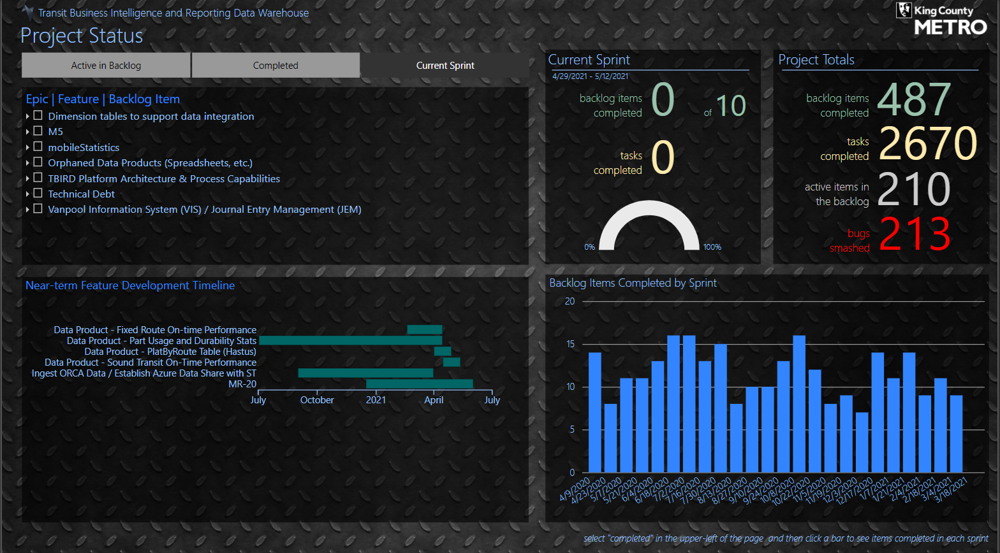 Transit Business Intelligence and Reporting Data Warehouse
King County
METRO
Project Status
Active in Backlog
Completed
Current Sprint
Epic | Feature | Backlog Item
Dimension tables to support data integration
M5
mobileStatistics
Orphaned Data Products (Spreadsheets, etc.)
TBIRD Platform Architecture & Process Capabilities
Technical Debt
Vanpool Information System (VIS) / Journal Entry Management (JEM)
Current Sprint
4/29/2021 - 5/12/2021
backlog items
completed
0
of 10
tasks
completed
0
0%
100%
Project Totals
backlog items
completed
487
tasks
completed
2670
active items in
the backlog
210
bugs
smashed
213
Near-term Feature Development Timeline
Data Product - Fixed Route On-time Performance
Data Product - Part Usage and Durability Stats
Data Product - PlatByRoute Table (Hastus)
Data Product - Sound Transit On-Time Performance
Ingest ORCA Data / Establish Azure Data Share with ST
MR-20
July
October
2021
April
July
Backlog Items Completed by Sprint
20
15
10
5
0
4/9/2020
4/23/2020
5/7/2020
5/21/2020
6/4/2020
6/18/2020
7/2/2020
7/16/2020
7/30/2020
8/13/2020
8/27/2020
9/10/2020
9/24/2020
10/8/2020
10/22/2020
11/5/2020
11/19/2020
12/3/2020
12/17/2020
1/7/2021
1/21/2021
2/4/2021
2/18/2021
3/4/2021
3/18/2021
select "completed" in the upper-left of the page and then click a bar to see items completed in each sprint